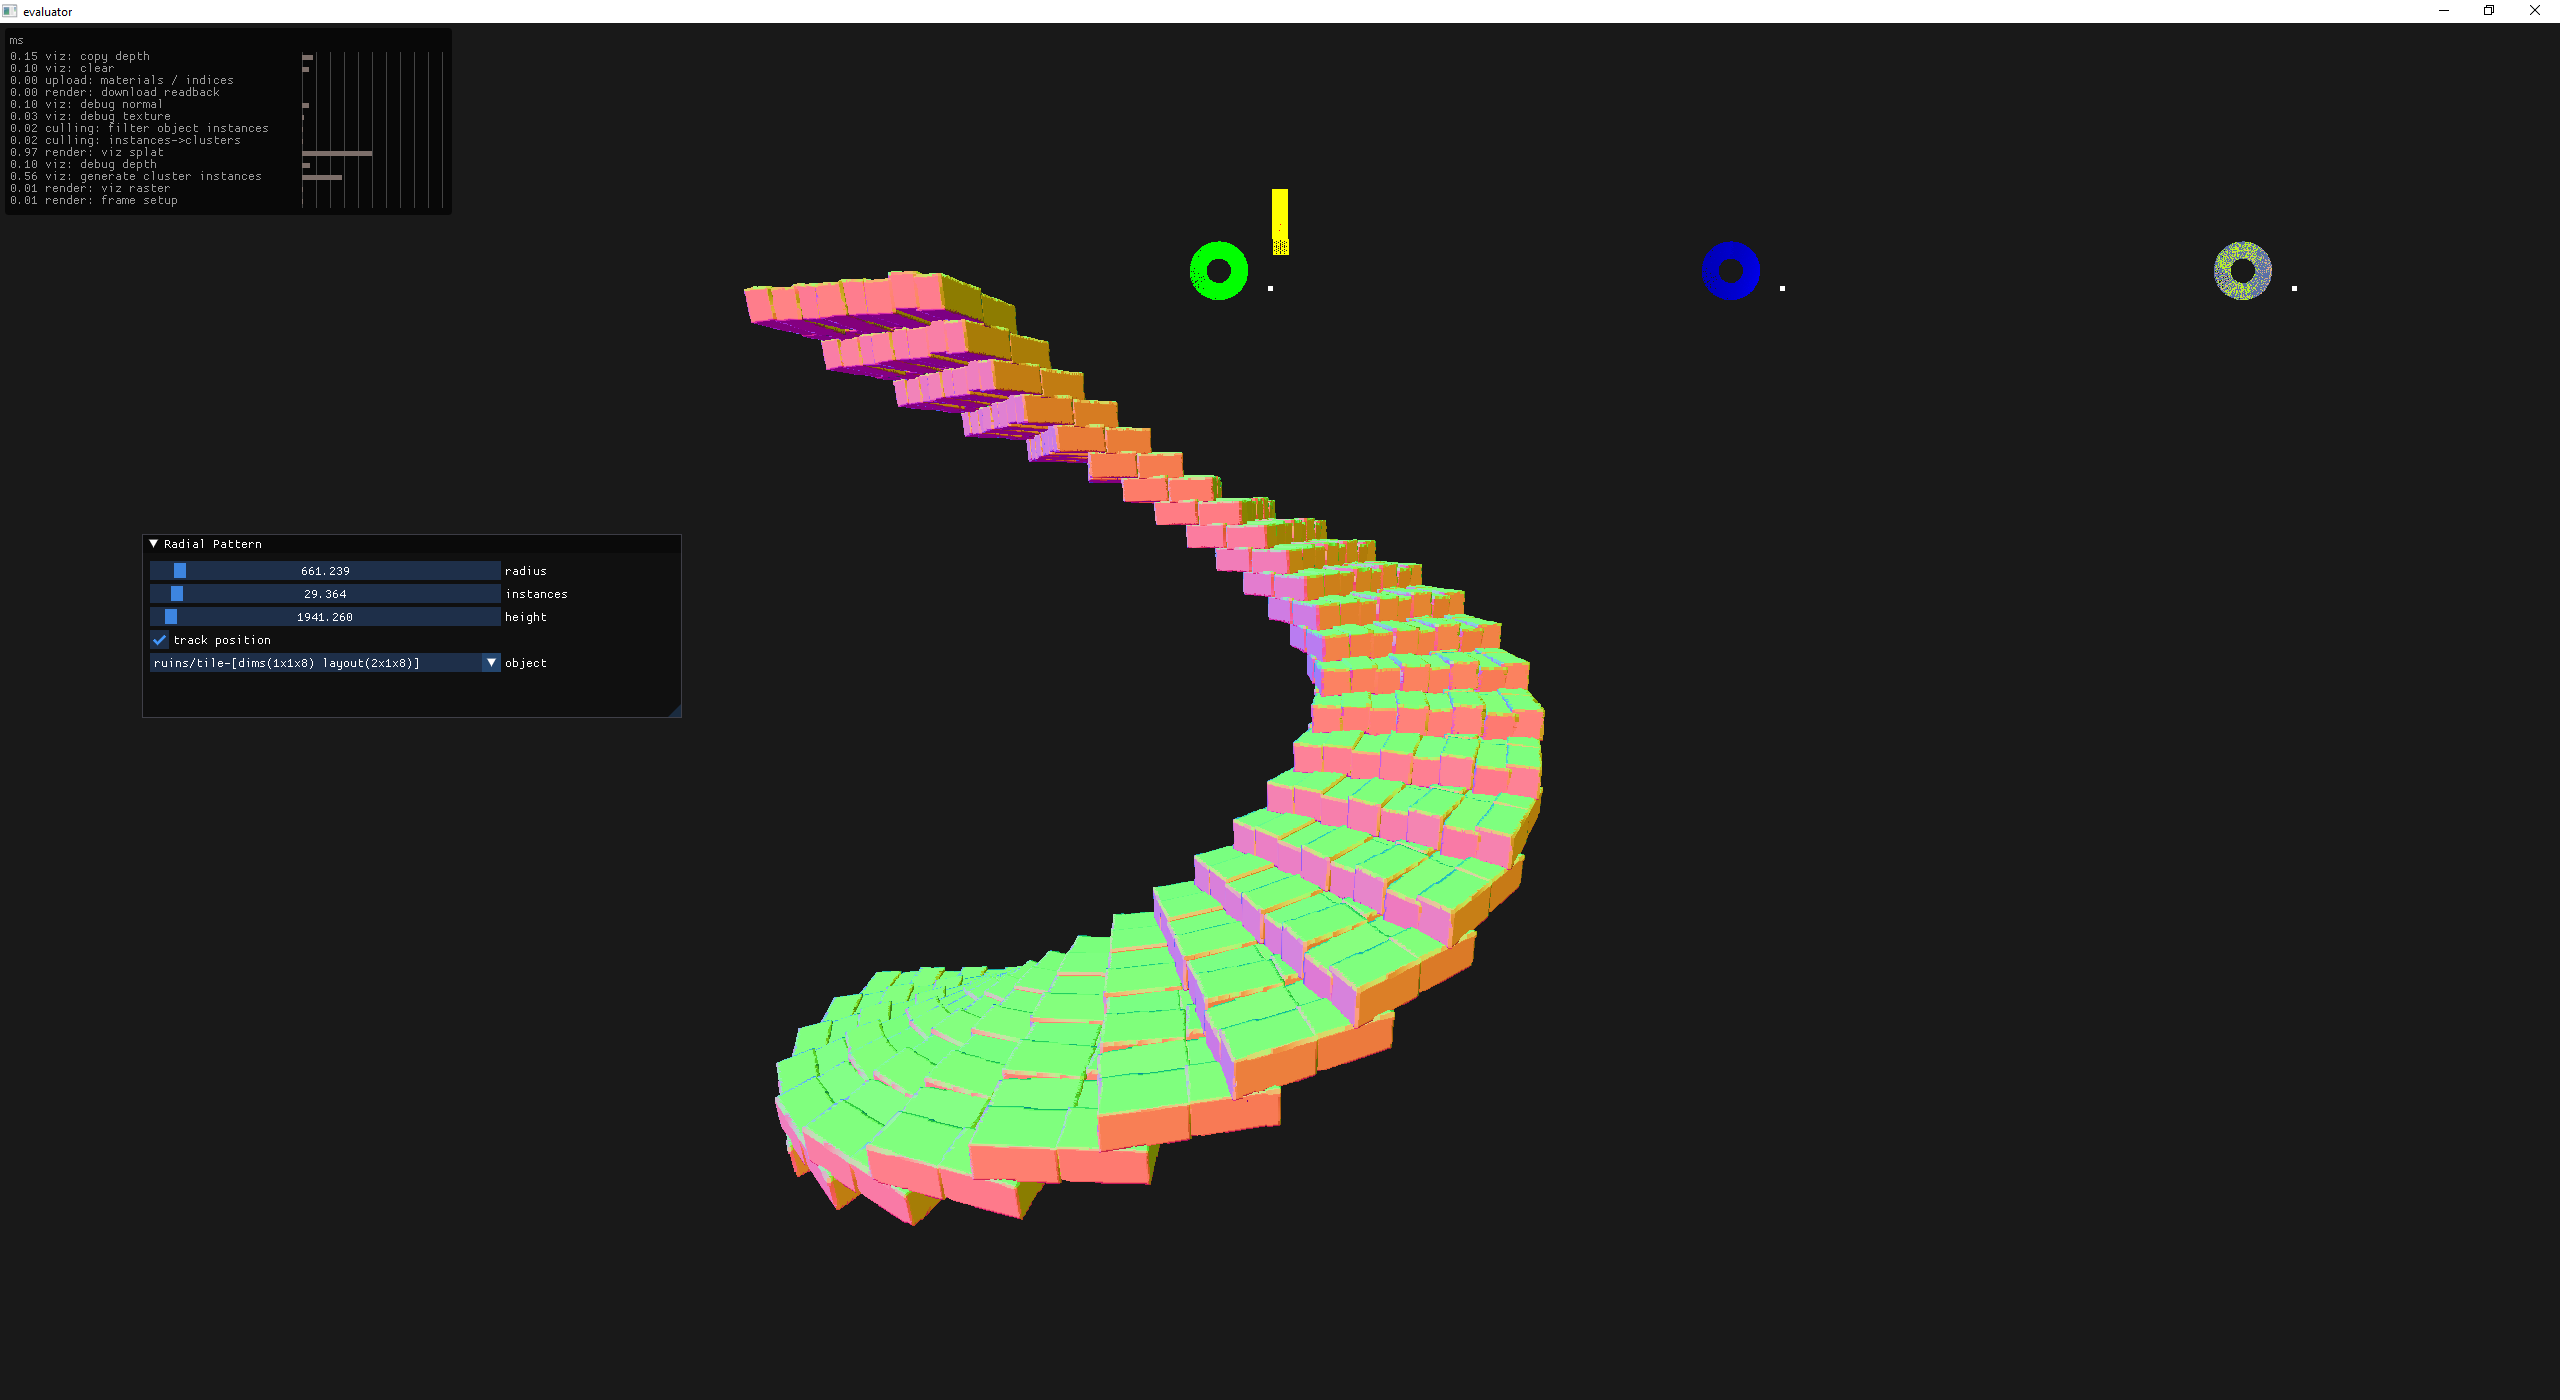 evaluator
ms
0.15 viz: copy depth
0.10 viz: clear
0.00 upload: materials / indices
0.00 render: download readback
0.10 viz: debug normal
0.03 viz: debug texture
0.02 culling: filter object instances
0.02 culling: instances->clusters
0.97 render: viz splat
0.10 viz: debug depth
0.56 viz: generate cluster instances
0.01 render: viz raster
0.01 render: frame setup
Radial Pattern
661.239 radius
29.364 instances
1941.260 height
track position
ruins/tile-[dims(1x1x8) layout(2x1x8)] object